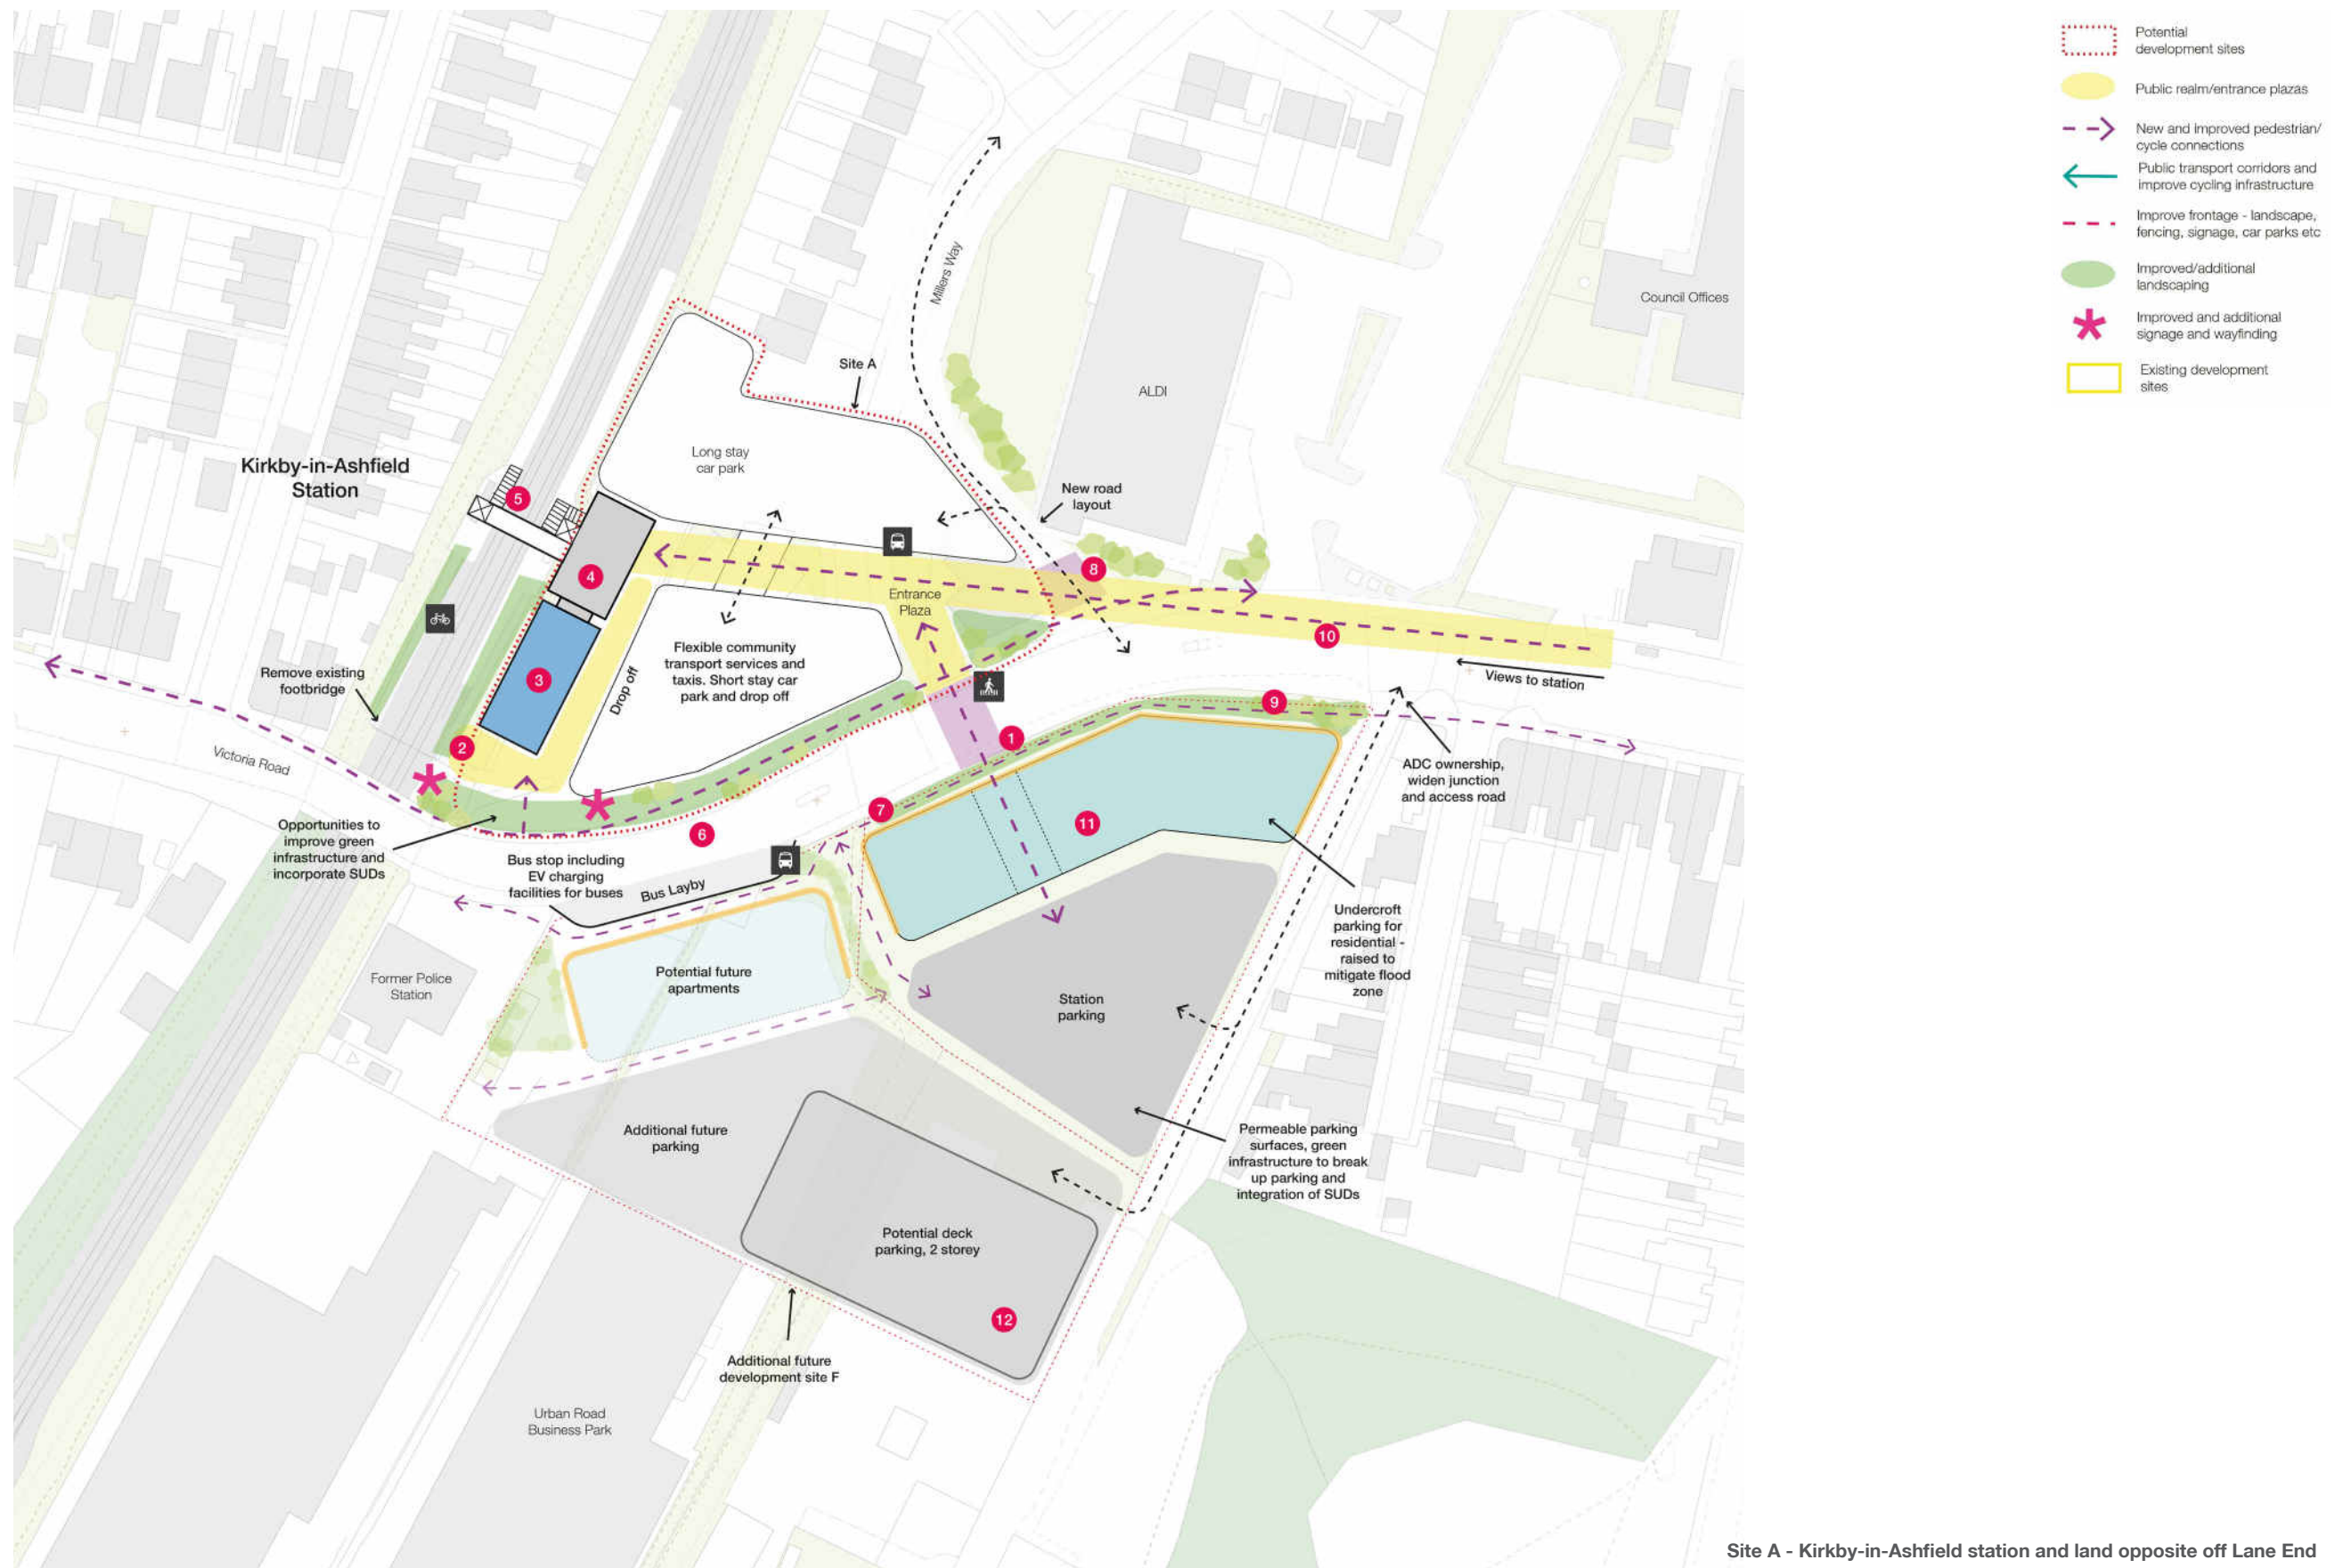 Potential
development sites
Public realm/entrance plazas
New and improved pedestrian/
cycle connections
Public transport corridors and
improve cycling infrastructure
Improve frontage - landscape,
fencing, signage, car parks etc
Improved/additional
landscaping
Improved and additional
signage and wayfinding
Existing development
sites
Council Offices
Millers Way
Site A
ALDI
Long stay
car park
Kirkby-in-Ashfield
Station
5
New road
layout
4
8
Entrance
Plaza
10
Flexible community
transport services and
taxis. Short stay car
park and drop off
Drop off
3
Remove existing
footbridge
Views to station
9
2
1
Victoria Road
ADC ownership,
widen junction
and access road
7
11
6
Opportunities to
improve green
infrastructure and
incorporate SUDs
Bus stop including
EV charging
facilities for buses
Bus Layby
Undercroft
parking for
residential -
raised to
mitigate flood
zone
Former Police
Station
Potential future
apartments
Station
parking
Additional future
parking
Permeable parking
surfaces, green
infrastructure to break
up parking and
integration of SUDs
Potential deck
parking, 2 storey
12
Additional future
development site F
Urban Road
Business Park
Site A - Kirkby-in-Ashfield station and land opposite off Lane End